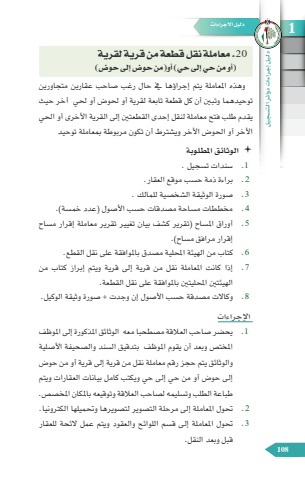 دليل الاجراءات
1
دليل إجراءات دوائر التسجيل
20. معاملة نقل قطعة من قرية لقرية
(أو من حي إلى حي) أو(من حوض إلى حوض)
وهذه المعاملة يتم إجراؤها في حال رغب صاحب عقارين متجاورين
توحيدهما وتبين أن كل قطعة تابعة لقرية أو لحوض أو لحي آخر حيث
يقدم طلب فتح معاملة لنقل إحدى القطعتين إلى القرية الأخرى أو الحي
الآخر أو الحوض الآخر ويشترط أن تكون مربوطة بمعاملة توحيد
الوثائق المطلوبة
1. سندات تسجيل .
2. براءة ذمة حسب موقع العقار.
3. صورة الوثيقة الشخصية للمالك .
4. مخططات مساحة مصدقات حسب الأصول (عدد خمسة).
5. أوراق المساح (تقرير كشف بيان تغيير تقرير معاملة إقرار مساح
إقرار مرافق مساح).
6. كتاب من الهيئة المحلية مصدق بالموافقة على نقل القطع.
7. إذا كانت المعاملة نقل من قرية إلى قرية ويتم إبراز كتاب من
الهيئتين المحليتين بالموافقة على نقل القطعة.
8. وكالات مصدقة حسب الأصول إن وجدت + صورة وثيقة الوكيل.
الإجراءات
1. يحضر صاحب العلاقة مصطحبا معه الوثائق المذكورة إلى الموظف
المختص وبعد أن يقوم الموظف بتدقيق السند والصحيفة الأصلية
والوثائق يتم حجز رقم معاملة نقل من قرية إلى قرية أو من حوض
إلى حوض أو من حي إلى حي ويكتب كامل بيانات العقارات ويتم
طباعة الطلب وتسليمه لصاحب العلاقة وتوقيعه بالمكان المخصص.
2. تحول المعاملة إلى مرحلة التصوير لتصويرها وتحميلها الكترونيا.
3. تحول المعاملة إلى قسم اللوائح والعقود ويتم عمل لائحة للعقار
قبل وبعد النقل.
108